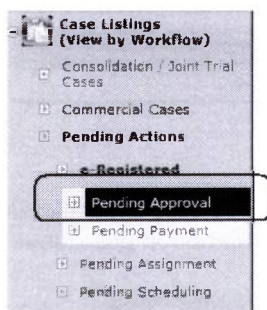 Case Listings
(View by Workflow)
Consolidation / Joint Trial
Cases
Commercial Cases
Pending Actions
e-Registered
Pending Approval
Pending Payment
Pending Assignment
Pending Scheduling